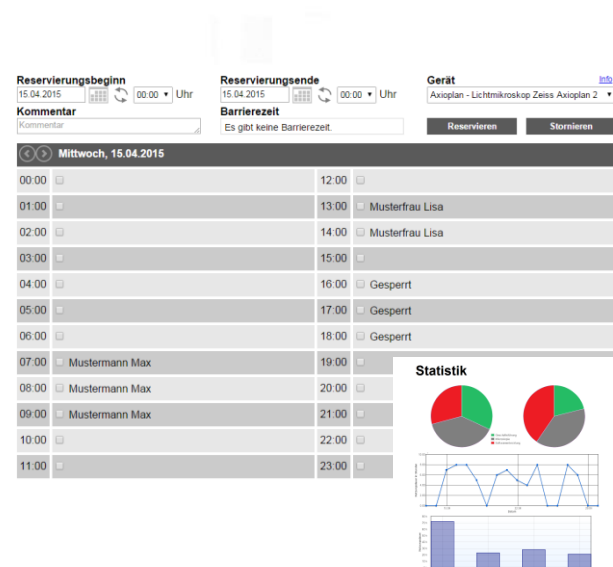 Reservierungsbeginn
Reservierungsende
Gerät
Info
15.04.2015 00:00 Uhr
15.04.2015 00:00 Uhr
Axioplan - Lichtmikroskop Zeiss Axioplan 2
Kommentar
Barrierezeit
Kommentar
Es gibt keine Barrierezeit.
Reservieren
Stornieren
Mittwoch, 15.04.2015
00:00
01:00
02:00
03:00
04:00
05:00
06:00
07:00 Mustermann Max
08:00 Mustermann Max
09:00 Mustermann Max
10:00
11:00
12:00
13:00 Musterfrau Lisa
14:00 Musterfrau Lisa
15:00
16:00 Gesperrt
17:00 Gesperrt
18:00 Gesperrt
19:00
20:00
21:00
22:00
23:00
Statistik